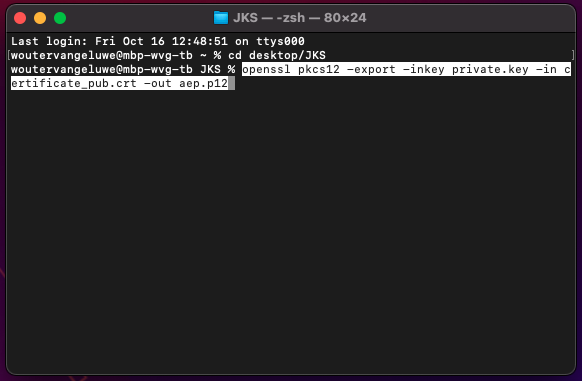 JKS — -zsh — 80×24
Last login: Fri Oct 16 12:48:51 on ttys000
[woutervangeluwe@mbp-wvg-tb ~ % cd desktop/JKS ]
woutervangeluwe@mbp-wvg-tb JKS % openssl pkcs12 -export -inkey private.key -in c
ertificate_pub.crt -out aep.p12